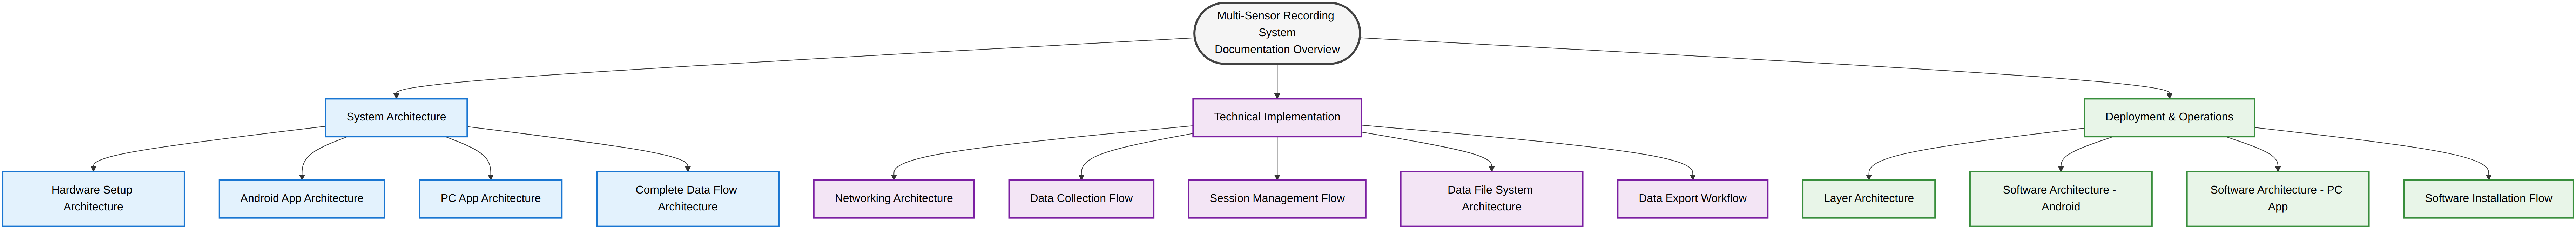 Multi-Sensor Recording
System
Documentation Overview
System Architecture
Technical Implementation
Deployment & Operations
Hardware Setup
Architecture
Android App Architecture
PC App Architecture
Complete Data Flow
Architecture
Networking Architecture
Data Collection Flow
Session Management Flow
Data File System
Architecture
Data Export Workflow
Layer Architecture
Software Architecture -
Android
Software Architecture - PC
App
Software Installation Flow